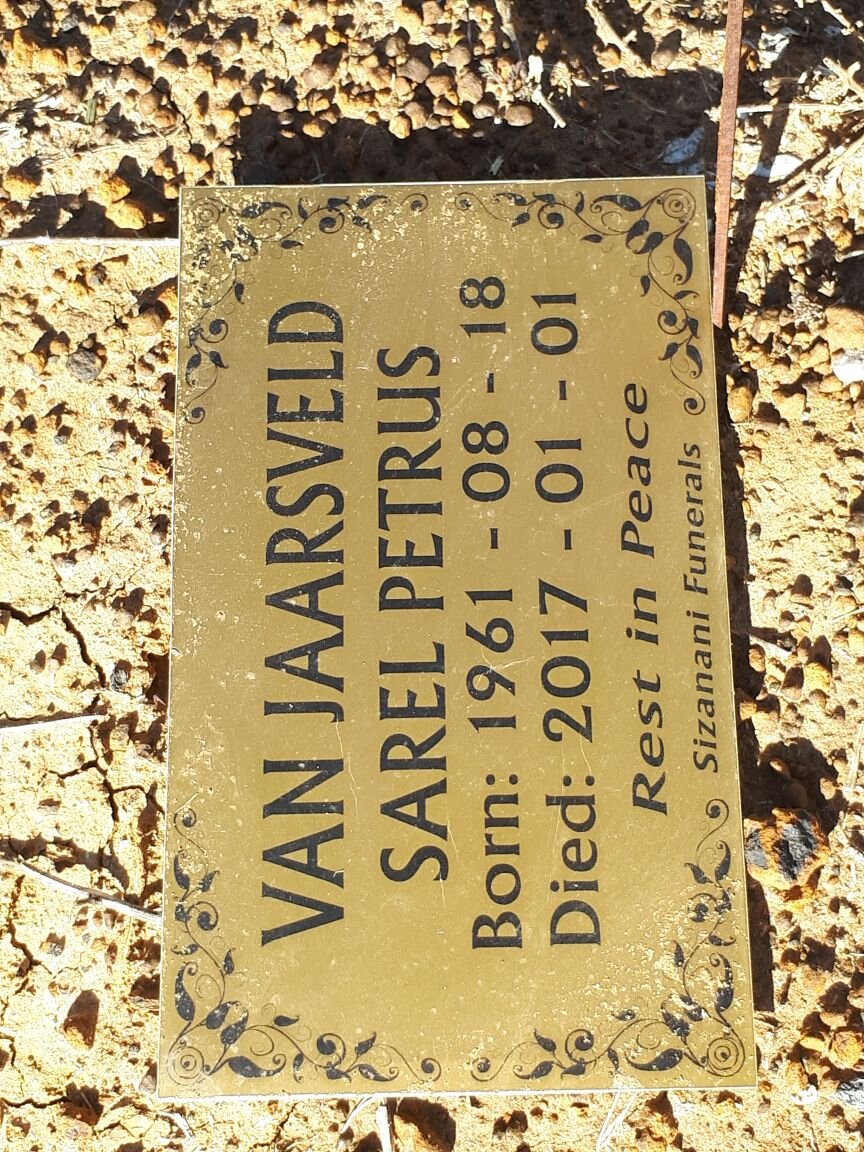 VAN JAARSVELD
SAREL PETRUS
Born: 1961 - 08 - 18
Died: 2017 - 01 - 01
Rest in Peace
Sizanani Funerals